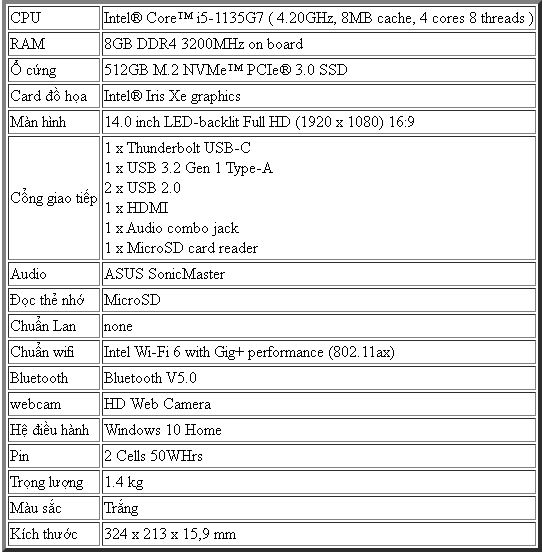 CPU Intel® Core™ i5-1135G7 ( 4.20GHz, 8MB cache, 4 cores 8 threads )
RAM 8GB DDR4 3200MHz on board
Ổ cứng 512GB M.2 NVMe™ PCIe® 3.0 SSD
Card đồ họa Intel® Iris Xe graphics
Màn hình 14.0 inch LED-backlit Full HD (1920 x 1080) 16:9
Cổng giao tiếp
1 x Thunderbolt USB-C
1 x USB 3.2 Gen 1 Type-A
2 x USB 2.0
1 x HDMI
1 x Audio combo jack
1 x MicroSD card reader
Audio ASUS SonicMaster
Đọc thẻ nhớ MicroSD
Chuẩn Lan none
Chuẩn wifi Intel Wi-Fi 6 with Gig+ performance (802.11ax)
Bluetooth Bluetooth V5.0
webcam HD Web Camera
Hệ điều hành Windows 10 Home
Pin 2 Cells 50WHrs
Trọng lượng 1.4 kg
Màu sắc Trắng
Kích thước 324 x 213 x 15,9 mm